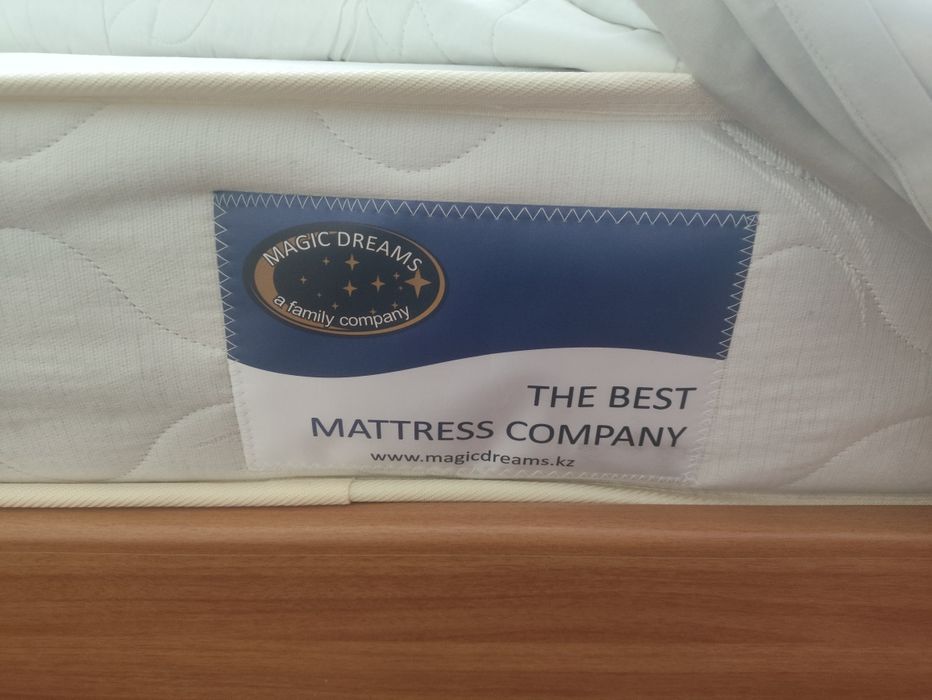 MAGIC DREAMS
a family company
THE BEST
MATTRESS COMPANY
www.magicdreams.kz